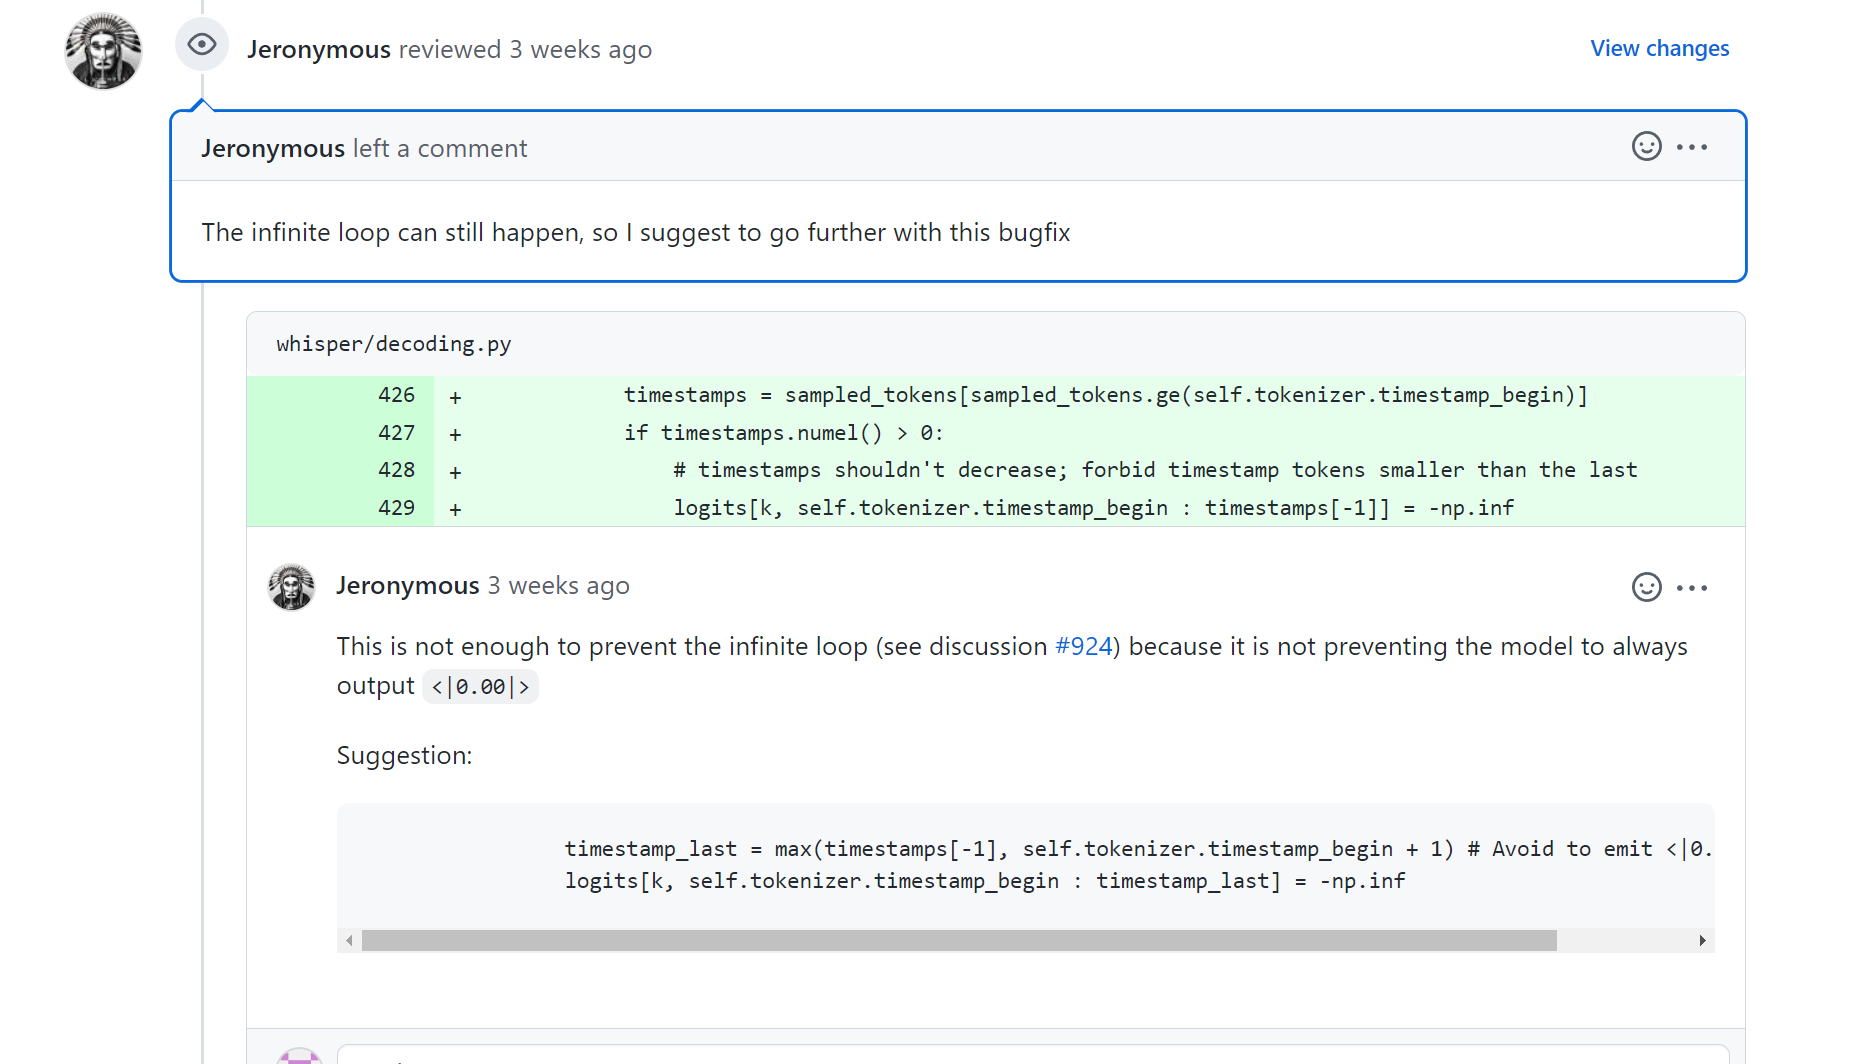 Jeronymous reviewed 3 weeks ago
View changes
Jeronymous left a comment
The infinite loop can still happen, so I suggest to go further with this bugfix
whisper/decoding.py
426 + timestamps = sampled_tokens[sampled_tokens.ge(self.tokenizer.timestamp_begin)]
427 + if timestamps.numel() > 0:
428 + # timestamps shouldn't decrease; forbid timestamp tokens smaller than the last
429 + logits[k, self.tokenizer.timestamp_begin : timestamps[-1]] = -np.inf
Jeronymous 3 weeks ago
This is not enough to prevent the infinite loop (see discussion #924) because it is not preventing the model to always
output <|0.00|>
Suggestion:
timestamp_last = max(timestamps[-1], self.tokenizer.timestamp_begin + 1) # Avoid to emit <|0.
logits[k, self.tokenizer.timestamp_begin : timestamp_last] = -np.inf